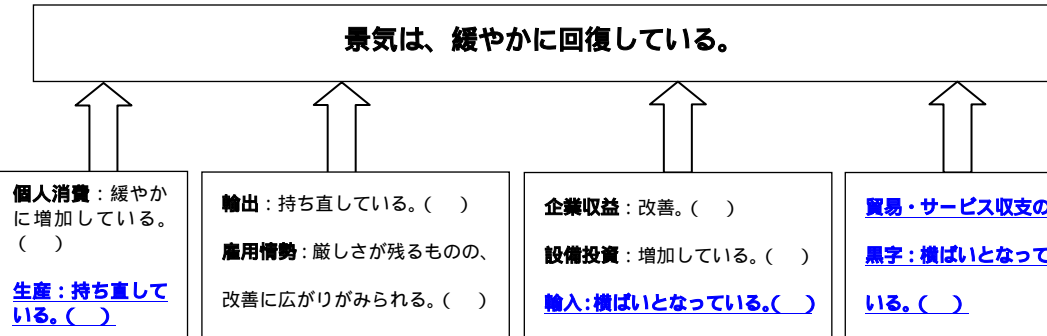 景気は、緩やかに回復している。
個人消費：緩やか
に増加している。
（　）
生産：持ち直して
いる。（　）
輸出：持ち直している。（　）
雇用情勢：厳しさが残るものの、
改善に広がりがみられる。（　）
企業収益：改善。（　）
設備投資：増加している。（　）
輸入：横ばいとなっている。（　）
貿易・サービス収支の
黒字：横ばいとなって
いる。（　）